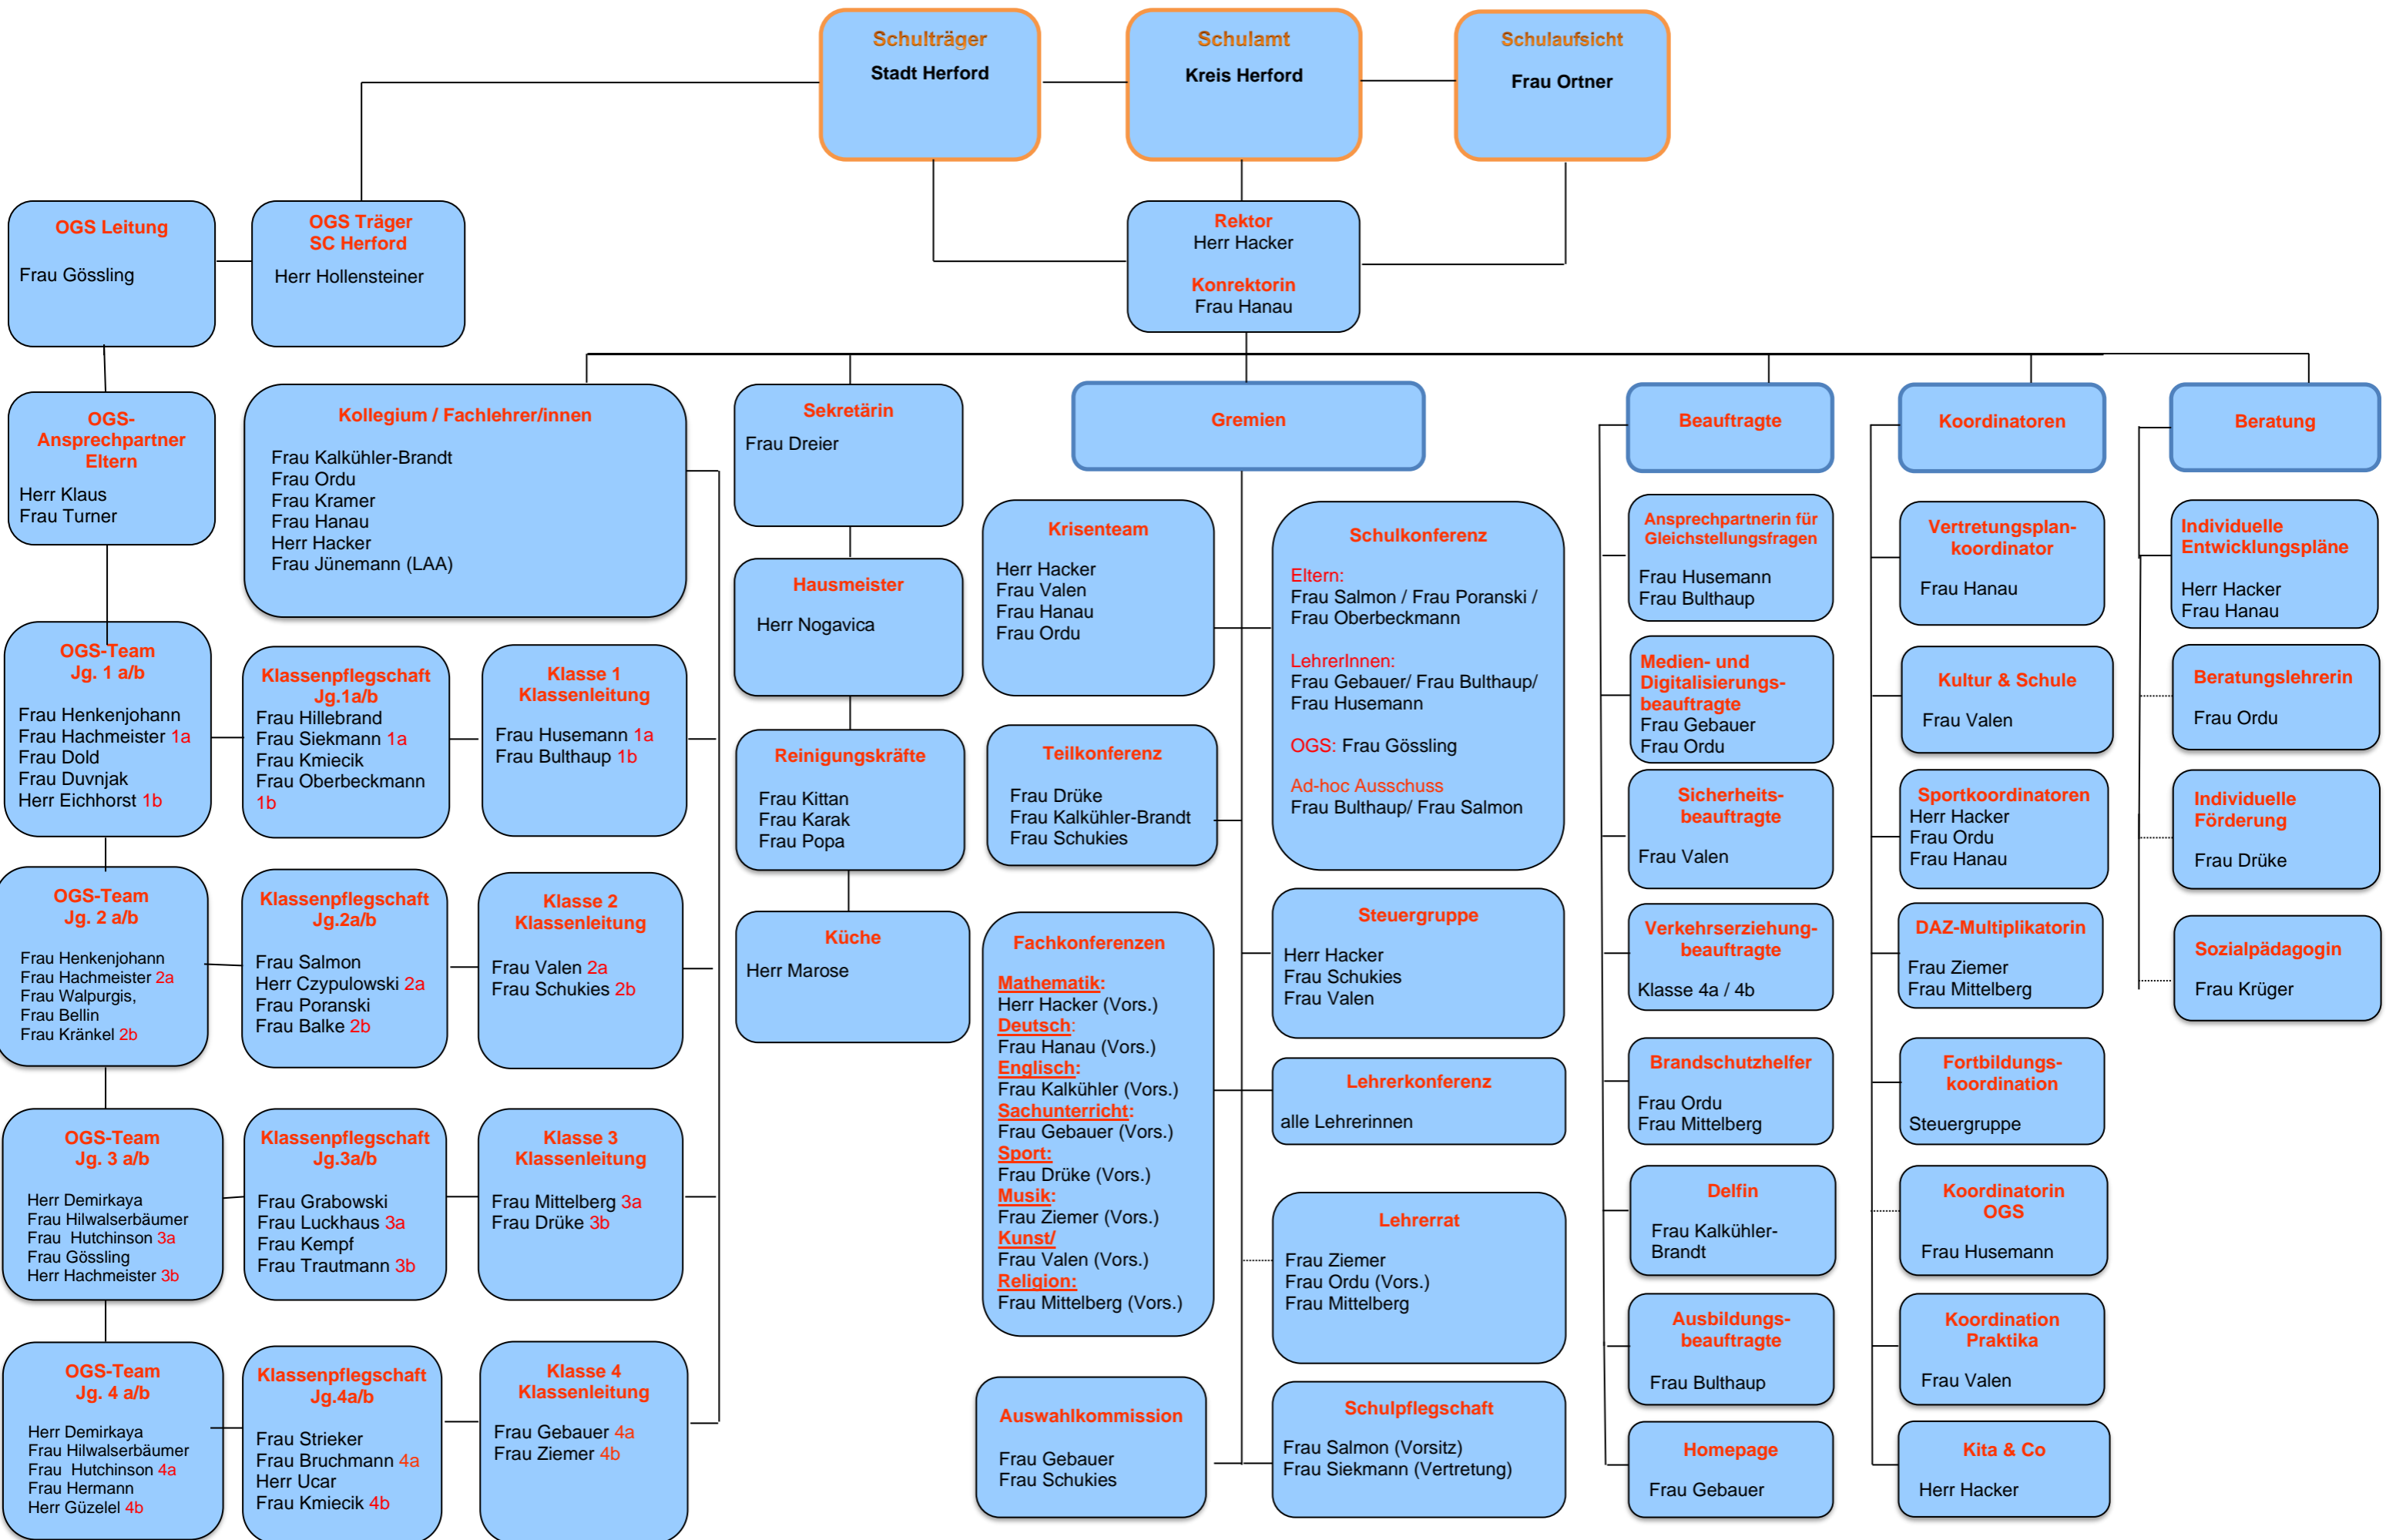 Schulträger
Stadt Herford
Schulamt
Kreis Herford
Schulaufsicht
Frau Ortner
OGS Leitung
Frau Gössling
OGS Träger
SC Herford
Herr Hollensteiner
Rektor
Herr Hacker
Konrektorin
Frau Hanau
OGS-
Ansprechpartner
Eltern
Herr Klaus
Frau Turner
Kollegium / Fachlehrer/innen
Frau Kalkühler-Brandt
Frau Ordu
Frau Kramer
Frau Hanau
Herr Hacker
Frau Jünemann (LAA)
OGS-Team
Jg. 1 a/b
Frau Henkenjohann
Frau Hachmeister 1a
Frau Dold
Frau Duvnjak
Herr Eichhorst 1b
Klassenpflegschaft
Jg.1a/b
Frau Hillebrand
Frau Siekmann 1a
Frau Kmiecik
Frau Oberbeckmann
1b
Klasse 1
Klassenleitung
Frau Husemann 1a
Frau Bulthaup 1b
OGS-Team
Jg. 2 a/b
Frau Henkenjohann
Frau Hachmeister 2a
Frau Walpurgis,
Frau Bellin
Frau Kränkel 2b
Klassenpflegschaft
Jg.2a/b
Frau Salmon
Herr Czypulowski 2a
Frau Poranski
Frau Balke 2b
Klasse 2
Klassenleitung
Frau Valen 2a
Frau Schukies 2b
OGS-Team
Jg. 3 a/b
Herr Demirkaya
Frau Hilwalserbäumer
Frau  Hutchinson 3a
Frau Gössling
Herr Hachmeister 3b
Klassenpflegschaft
Jg.3a/b
Frau Grabowski
Frau Luckhaus 3a
Frau Kempf
Frau Trautmann 3b
Klasse 3
Klassenleitung
Frau Mittelberg 3a
Frau Drüke 3b
OGS-Team
Jg. 4 a/b
Herr Demirkaya
Frau Hilwalserbäumer
Frau  Hutchinson 4a
Frau Hermann
Herr Güzelel 4b
Klassenpflegschaft
Jg.4a/b
Frau Strieker
Frau Bruchmann 4a
Herr Ucar
Frau Kmiecik 4b
Klasse 4
Klassenleitung
Frau Gebauer 4a
Frau Ziemer 4b
Sekretärin
Frau Dreier
Hausmeister
Herr Nogavica
Reinigungskräfte
Frau Kittan
Frau Karak
Frau Popa
Küche
Herr Marose
Gremien
Krisenteam
Herr Hacker
Frau Valen
Frau Hanau
Frau Ordu
Schulkonferenz
Eltern:
Frau Salmon / Frau Poranski /
Frau Oberbeckmann
LehrerInnen:
Frau Gebauer/ Frau Bulthaup/
Frau Husemann
OGS: Frau Gössling
Ad-hoc Ausschuss
Frau Bulthaup/ Frau Salmon
Teilkonferenz
Frau Drüke
Frau Kalkühler-Brandt
Frau Schukies
Fachkonferenzen
Mathematik:
Herr Hacker (Vors.)
Deutsch:
Frau Hanau (Vors.)
Englisch:
Frau Kalkühler (Vors.)
Sachunterricht:
Frau Gebauer (Vors.)
Sport:
Frau Drüke (Vors.)
Musik:
Frau Ziemer (Vors.)
Kunst/
Frau Valen (Vors.)
Religion:
Frau Mittelberg (Vors.)
Steuergruppe
Herr Hacker
Frau Schukies
Frau Valen
Lehrerkonferenz
alle Lehrerinnen
Lehrerrat
Frau Ziemer
Frau Ordu (Vors.)
Frau Mittelberg
Auswahlkommission
Frau Gebauer
Frau Schukies
Schulpflegschaft
Frau Salmon (Vorsitz)
Frau Siekmann (Vertretung)
Beauftragte
Ansprechpartnerin für
Gleichstellungsfragen
Frau Husemann
Frau Bulthaup
Medien- und
Digitalisierungs-
beauftragte
Frau Gebauer
Frau Ordu
Sicherheits-
beauftragte
Frau Valen
Verkehrserziehung-
beauftragte
Klasse 4a / 4b
Brandschutzhelfer
Frau Ordu
Frau Mittelberg
Delfin
Frau Kalkühler-
Brandt
Ausbildungs-
beauftragte
Frau Bulthaup
Homepage
Frau Gebauer
Koordinatoren
Vertretungsplan-
koordinator
Frau Hanau
Kultur & Schule
Frau Valen
Sportkoordinatoren
Herr Hacker
Frau Ordu
Frau Hanau
DAZ-Multiplikatorin
Frau Ziemer
Frau Mittelberg
Fortbildungs-
koordination
Steuergruppe
Koordinatorin
OGS
Frau Husemann
Koordination
Praktika
Frau Valen
Kita & Co
Herr Hacker
Beratung
Individuelle
Entwicklungspläne
Herr Hacker
Frau Hanau
Beratungslehrerin
Frau Ordu
Individuelle
Förderung
Frau Drüke
Sozialpädagogin
Frau Krüger